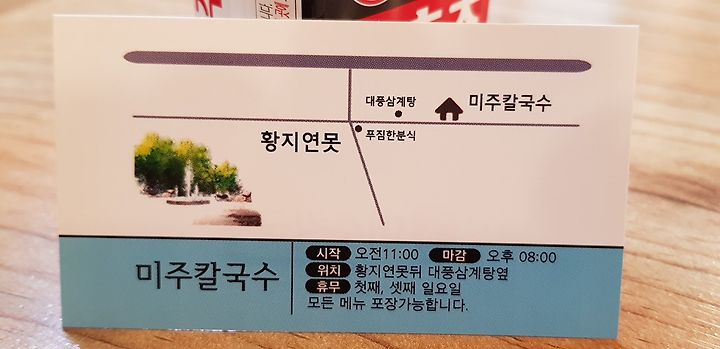 대풍삼계탕
미주칼국수
황지연못
푸짐한분식
미주칼국수
시작 오전11:00 마감 오후 08:00
위치 황지연못뒤 대풍삼계탕옆
휴무 첫째, 셋째 일요일
모든 메뉴 포장가능합니다.